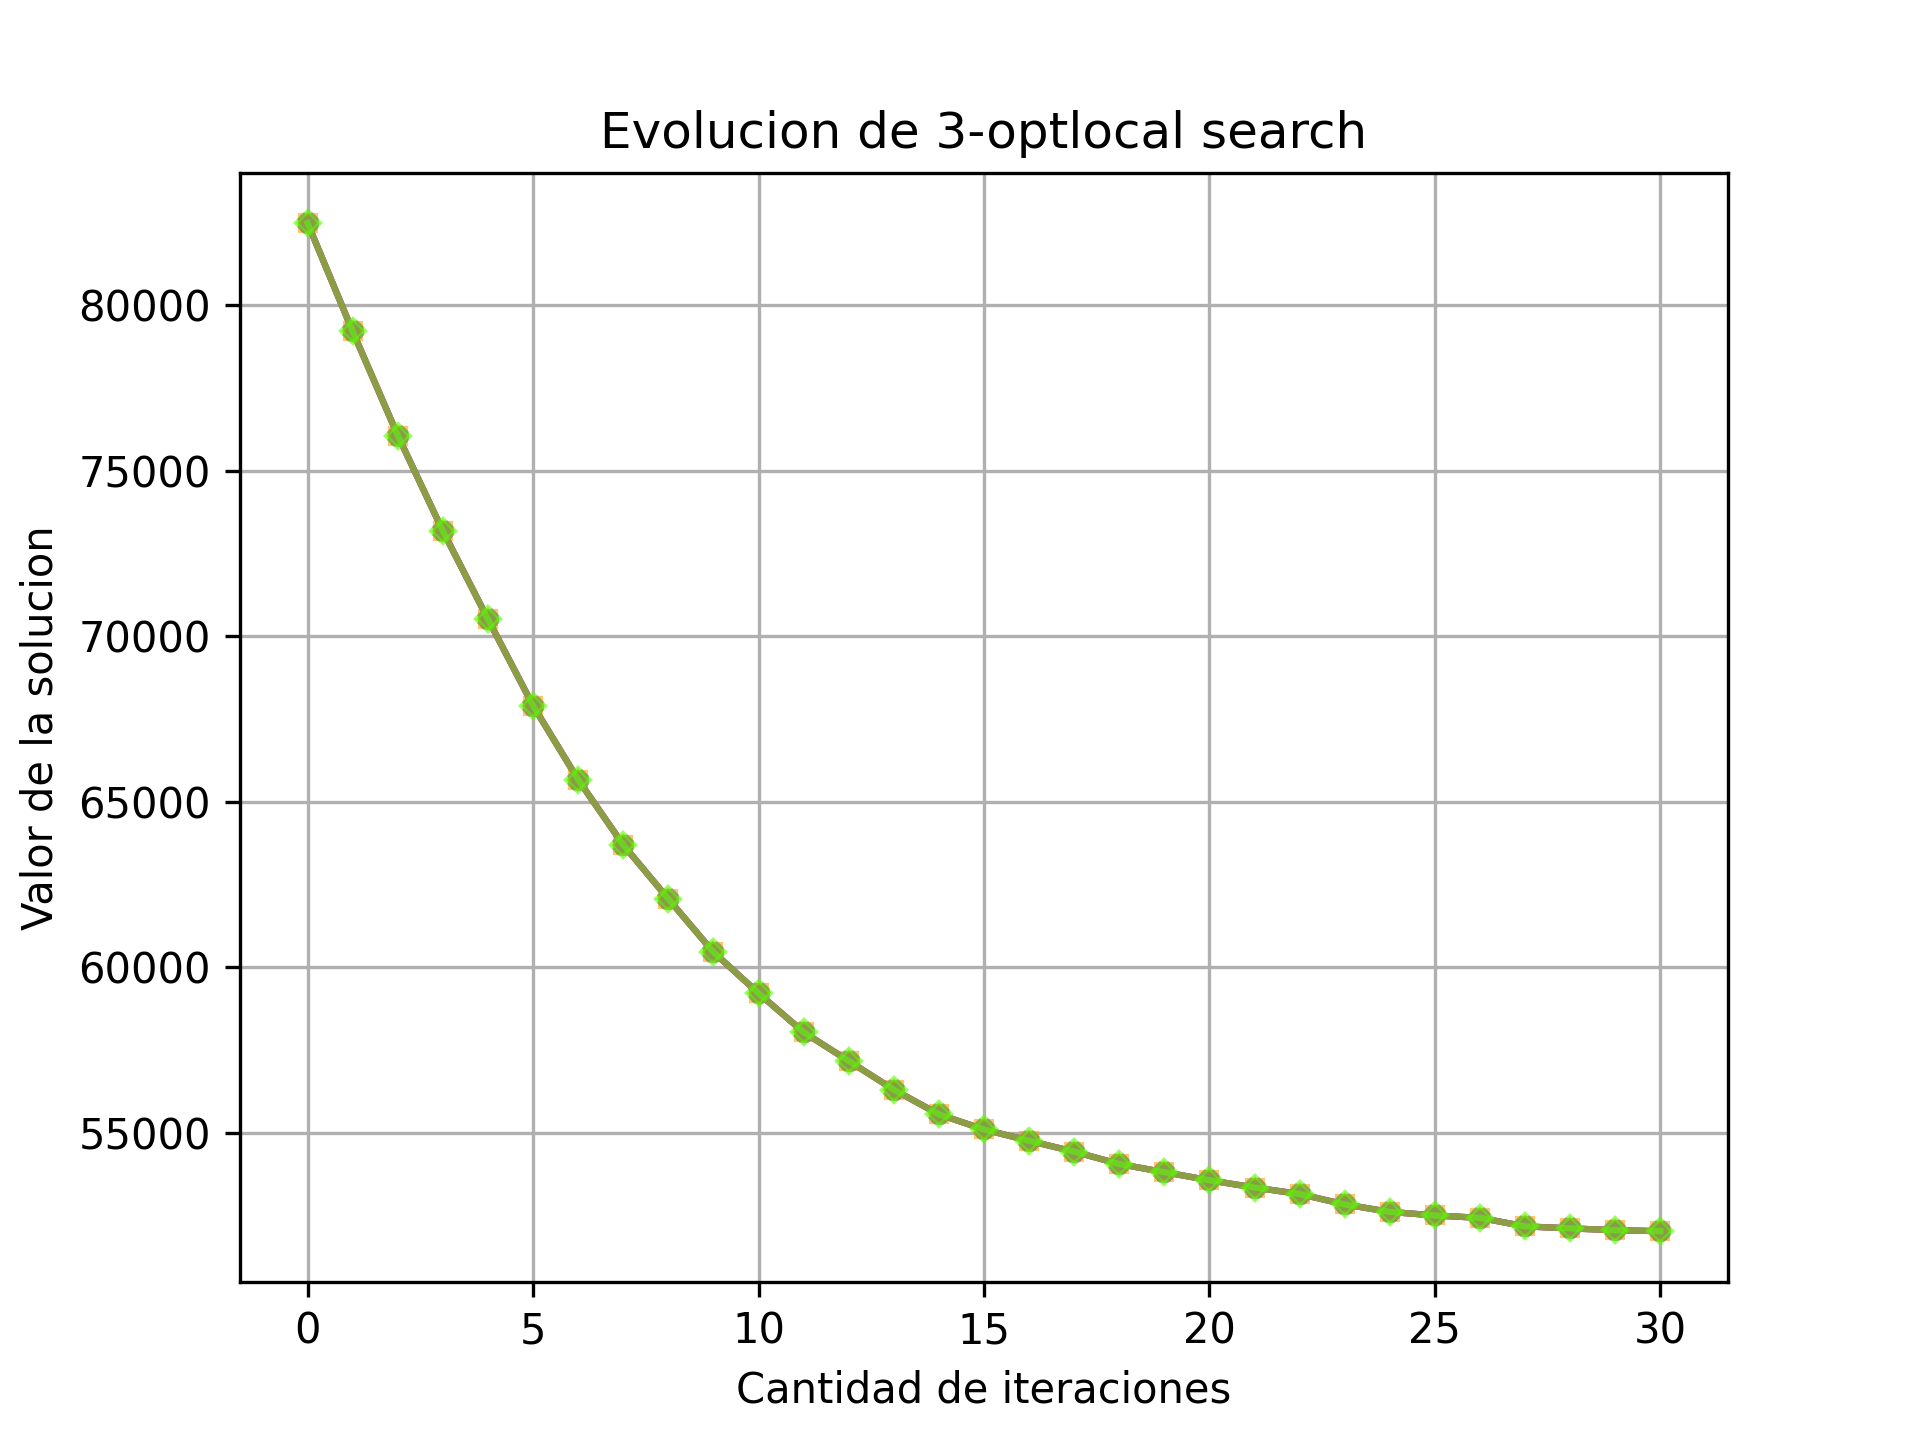 Evolucion de 3-optlocal search
Valor de la solucion
80000
75000
70000
65000
60000
55000
0 5 10 15 20 25 30
Cantidad de iteraciones